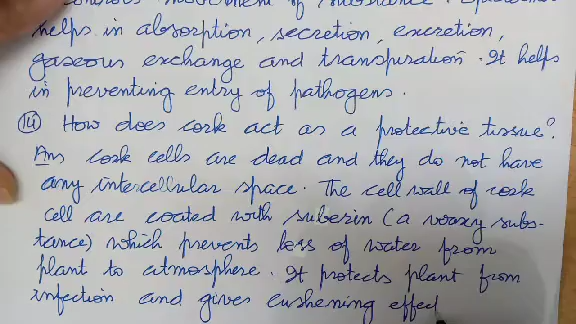 helps in absorption, secretion, excretion,
gaseous exchange and transpiration. It helps
in preventing entry of pathogens.
(14) How does cork act as a protective tissue?
Ans Cork cells are dead and they do not have
any intercellular space. The cell wall of cork
cell are coated with suberin (a waxy subs-
tance) which prevents loss of water from
plant to atmosphere. It protects plant from
infection and gives cushening effect